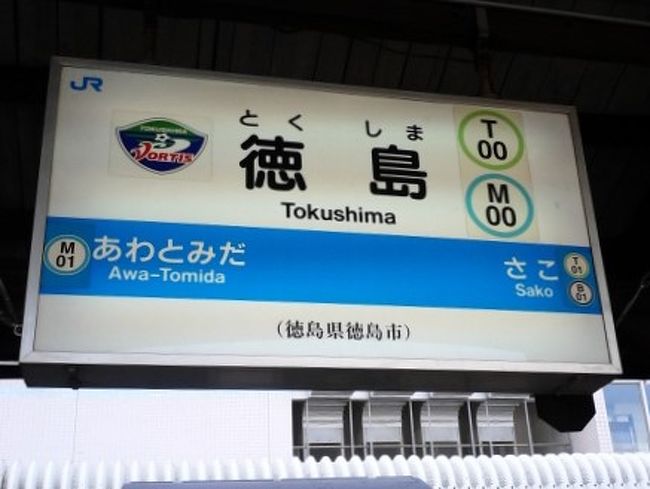 JR
TOKUSHIMA
VORTIS
とくしま
徳島
Tokushima
T
00
M
00
M
01
あわとみだ
Awa-Tomida
さこ
Sako
T
01
B
01
(徳島県徳島市)